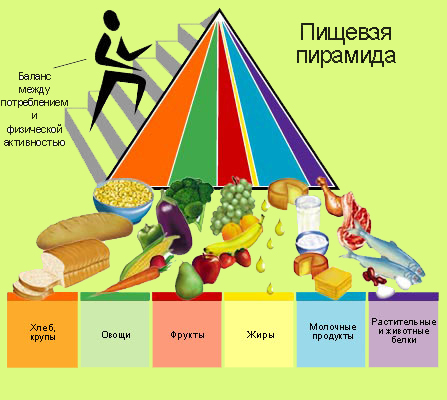 Пищевая
пирамида
Баланс
между
потреблением
и
физической
активностью
Хлеб,
крупы
Овощи
Фрукты
Жиры
Молочные
продукты
Растительные
и животные
белки